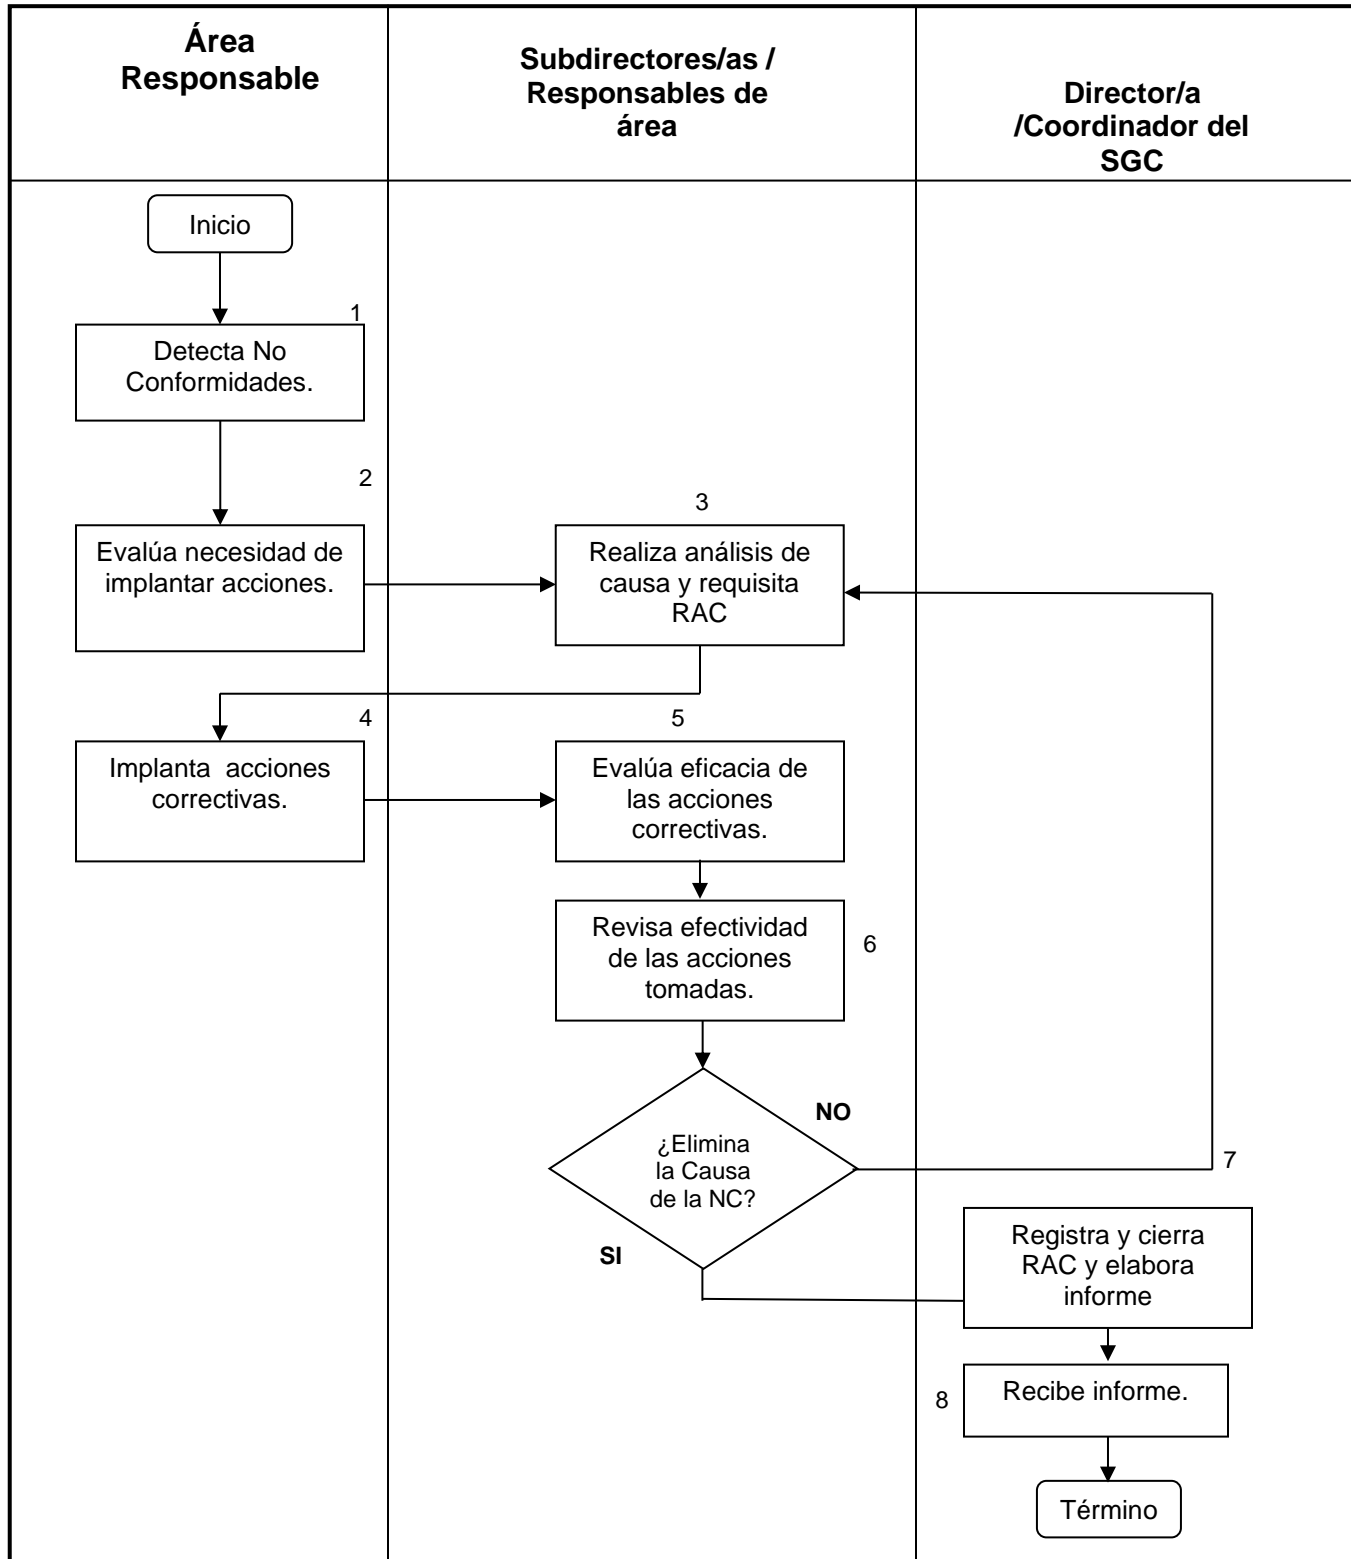 Área
Responsable
Subdirectores/as /
Responsables de
área
Director/a
/Coordinador del
SGC
Inicio
1
Detecta No
Conformidades.
2
Evalúa necesidad de
implantar acciones.
3
Realiza análisis de
causa y requisita
RAC
4
Implanta  acciones
correctivas.
5
Evalúa eficacia de
las acciones
correctivas.
Revisa efectividad
de las acciones
tomadas.
6
¿Elimina
la Causa
de la NC?
NO
SI
7
Registra y cierra
RAC y elabora
informe
8
Recibe informe.
Término